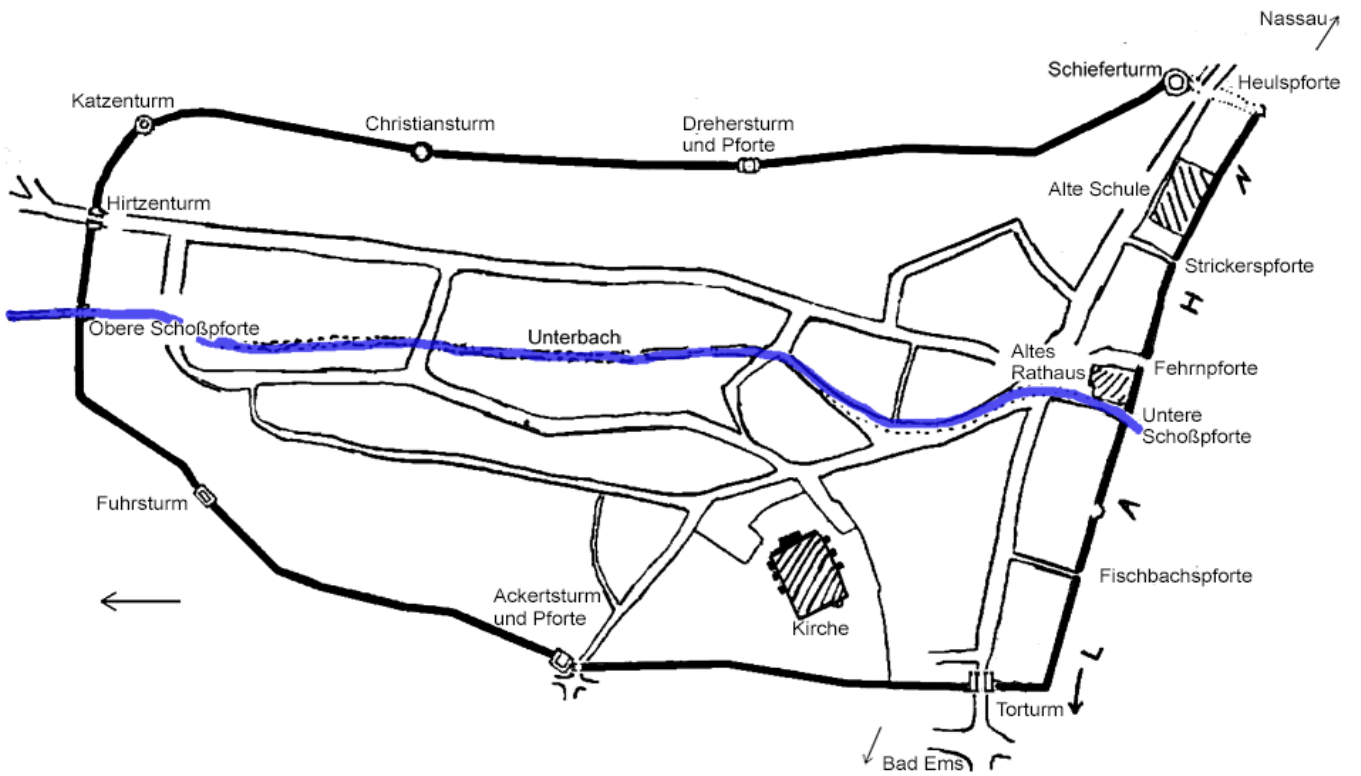 Nassau
Schieferturm
Heulspforte
Katzenturm
Christiansturm
Drehersturm
und Pforte
Alte Schule
N
Hirtzenturm
Strickerspforte
H
Obere Schoßpforte
Unterbach
Altes
Rathaus
Fehrnpforte
Untere
Schoßpforte
Fuhrsturm
A
Fischbachspforte
Ackertsturm
und Pforte
Kirche
L
Torturm
Bad Ems